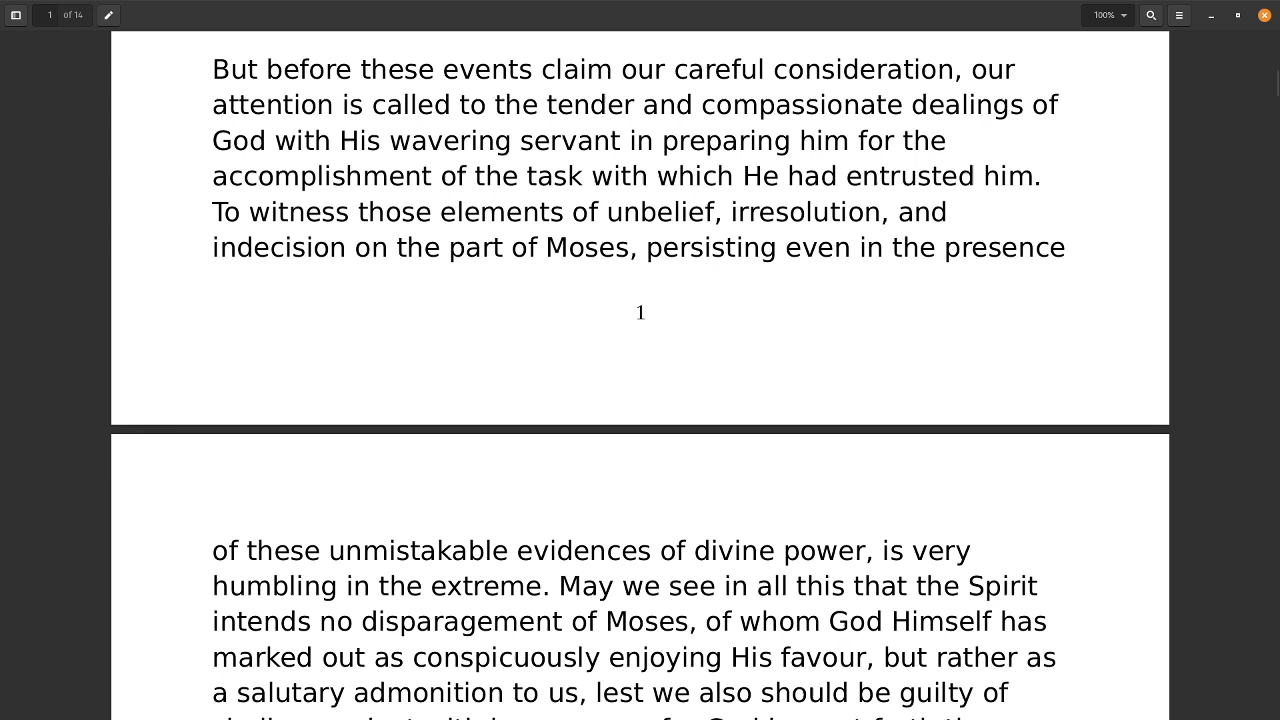 1 of 14
100%
But before these events claim our careful consideration, our
attention is called to the tender and compassionate dealings of
God with His wavering servant in preparing him for the
accomplishment of the task with which He had entrusted him.
To witness those elements of unbelief, irresolution, and
indecision on the part of Moses, persisting even in the presence
1
of these unmistakable evidences of divine power, is very
humbling in the extreme. May we see in all this that the Spirit
intends no disparagement of Moses, of whom God Himself has
marked out as conspicuously enjoying His favour, but rather as
a salutary admonition to us, lest we also should be guilty of